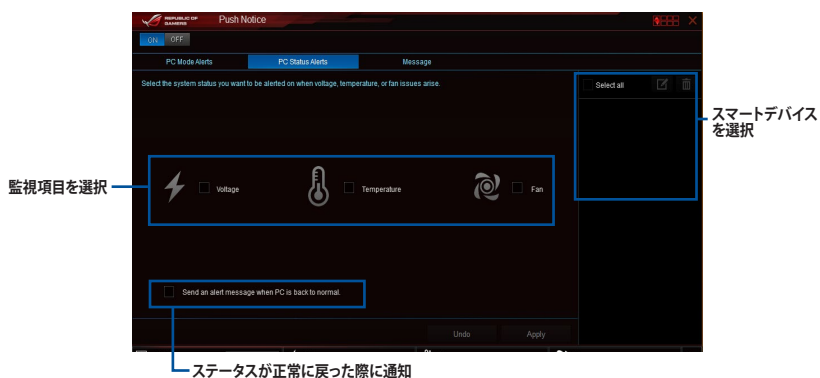 REPUBLIC OF
GAMERS
Push Notice
ON OFF
PC Mode Alerts PC Status Alerts Message
Select the system status you want to be alerted on when voltage, temperature, or fan issues arise.
Select all
スマートデバイス
を選択
監視項目を選択
Voltage Temperature Fan
Send an alert message when PC is back to normal.
Undo Apply
ステータスが正常に戻った際に通知